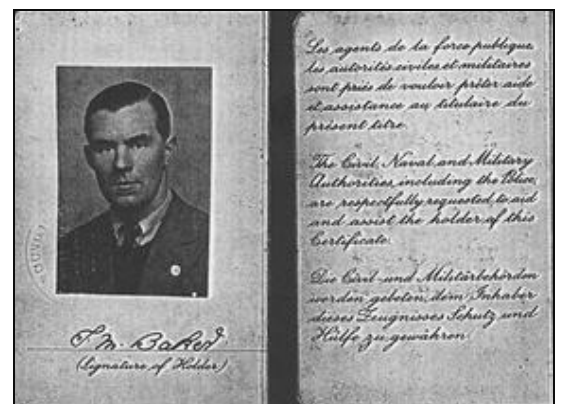 T. M. Baker
(Signature of Holder)
Les agents de la force publique,
les autorités civiles et militaires
sont priés de vouloir prêter aide
et assistance au titulaire du
présent titre.
The Civil, Naval and Military
Authorities, including the Police,
are respectfully requested to aid
and assist the holder of this
Certificate.
Die Civil- und Militärbehörden
werden gebeten, dem Inhaber
dieses Zeugnisses Schutz und
Hülfe zu gewähren.